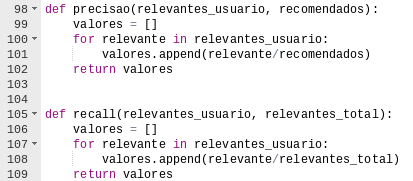 98 def precisao(relevantes_usuario, recomendados):
99     valores = []
100     for relevante in relevantes_usuario:
101         valores.append(relevante/recomendados)
102     return valores
103
104
105 def recall(relevantes_usuario, relevantes_total):
106     valores = []
107     for relevante in relevantes_usuario:
108         valores.append(relevante/relevantes_total)
109     return valores